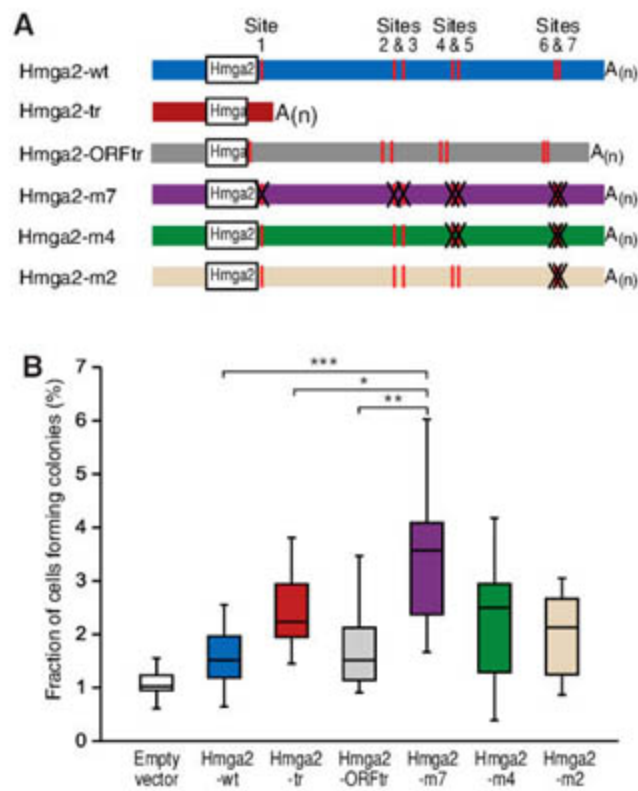 A
Site
1
Sites
2 & 3
Sites
4 & 5
Sites
6 & 7
Hmga2-wt
Hmga2
A(n)
Hmga2-tr
Hmga
A(n)
Hmga2-ORFtr
Hmga
A(n)
Hmga2-m7
Hmga2
A(n)
Hmga2-m4
Hmga2
A(n)
Hmga2-m2
Hmga2
A(n)
B
Fraction of cells forming colonies (%)
7
6
5
4
3
2
1
0
***
*
**
Empty
vector
Hmga2
-wt
Hmga2
-tr
Hmga2
-ORFtr
Hmga2
-m7
Hmga2
-m4
Hmga2
-m2